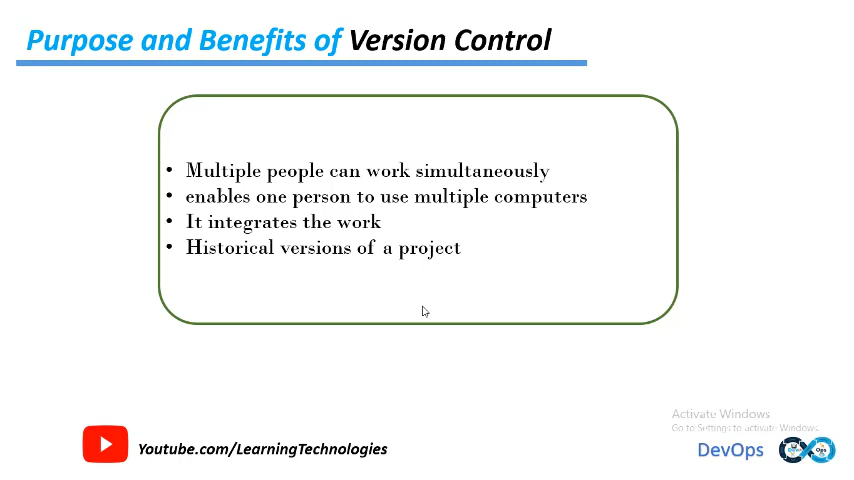 Purpose and Benefits of Version Control
• Multiple people can work simultaneously
• enables one person to use multiple computers
• It integrates the work
• Historical versions of a project
Activate Windows
Go to Settings to activate Windows.
Youtube.com/LearningTechnologies
DevOps
Ops